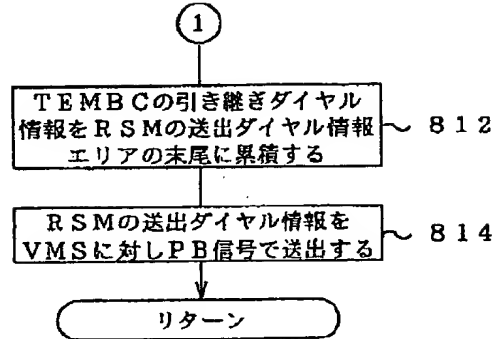 1
TEMBCの引き継ぎダイヤル
情報をRSMの送出ダイヤル情報
エリアの末尾に累積する
～812
RSMの送出ダイヤル情報を
VMSに対しPB信号で送出する
～814
リターン